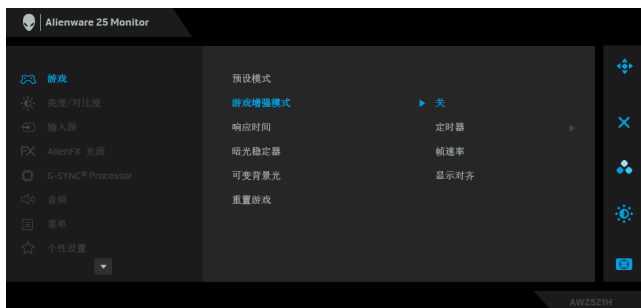 Alienware 25 Monitor
游戏
亮度/对比度
输入源
AlienFX 光源
G-SYNC® Processor
音频
菜单
个性设置
预设模式
游戏增强模式
响应时间
暗光稳定器
可变背景光
重置游戏
关
定时器
帧速率
显示对齐
AW2521H